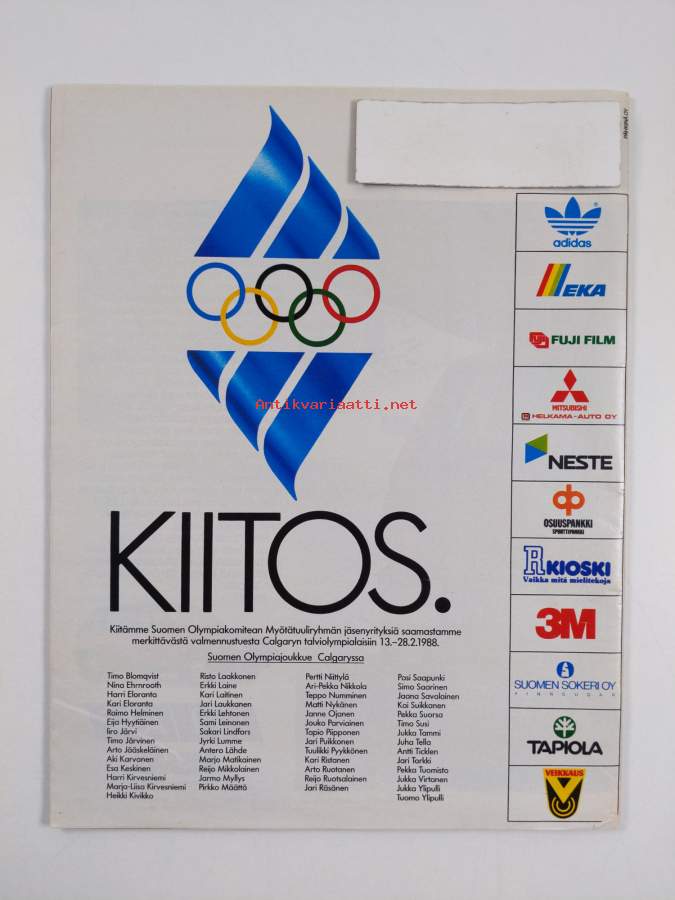 adidas
EKA
FUJI FILM
MITSUBISHI
HELKAMA-AUTO OY
NESTE
OSUUSPANKKI
SPORTTIPANKKI
R KIOSKI
Vaikka mitä mielitekoja
3M
SUOMEN SOKERI OY
FINNSUGAR
TAPIOLA
VEIKKAUS
Antikvariaatti.net
KIITOS.
Kiitämme Suomen Olympiakomitean Myötätuuliryhmän jäsenyrityksiä saamastamme
merkittävästä valmennustuesta Calgaryn talviolympialaisiin 13.–28.2.1988.
Suomen Olympiajoukkue Calgaryssa
Timo Blomqvist
Nina Ehrnrooth
Harri Eloranta
Kari Eloranta
Raimo Helminen
Eija Hyytiäinen
Iiro Järvi
Timo Järvinen
Arto Jääskeläinen
Aki Karvanen
Esa Keskinen
Harri Kirvesniemi
Marja-Liisa Kirvesniemi
Heikki Kivikko
Risto Laakkonen
Erkki Laine
Kari Laitinen
Jari Laukkanen
Erkki Lehtonen
Sami Leinonen
Sakari Lindfors
Jyrki Lumme
Antero Lähde
Marjo Matikainen
Reijo Mikkolainen
Jarmo Myllys
Pirkko Määttä
Pertti Niittylä
Ari-Pekka Nikkola
Teppo Numminen
Matti Nykänen
Janne Ojanen
Jouko Parviainen
Tapio Piipponen
Jari Puikkonen
Tuulikki Pyykkönen
Kari Ristanen
Arto Ruotanen
Reijo Ruotsalainen
Jari Räsänen
Pasi Saapunki
Simo Saarinen
Jaana Savolainen
Kai Suikkanen
Pekka Suorsa
Timo Susi
Jukka Tammi
Juha Tella
Antti Ticklen
Jari Torkki
Pekka Tuomisto
Jukka Virtanen
Jukka Ylipulli
Tuomo Ylipulli